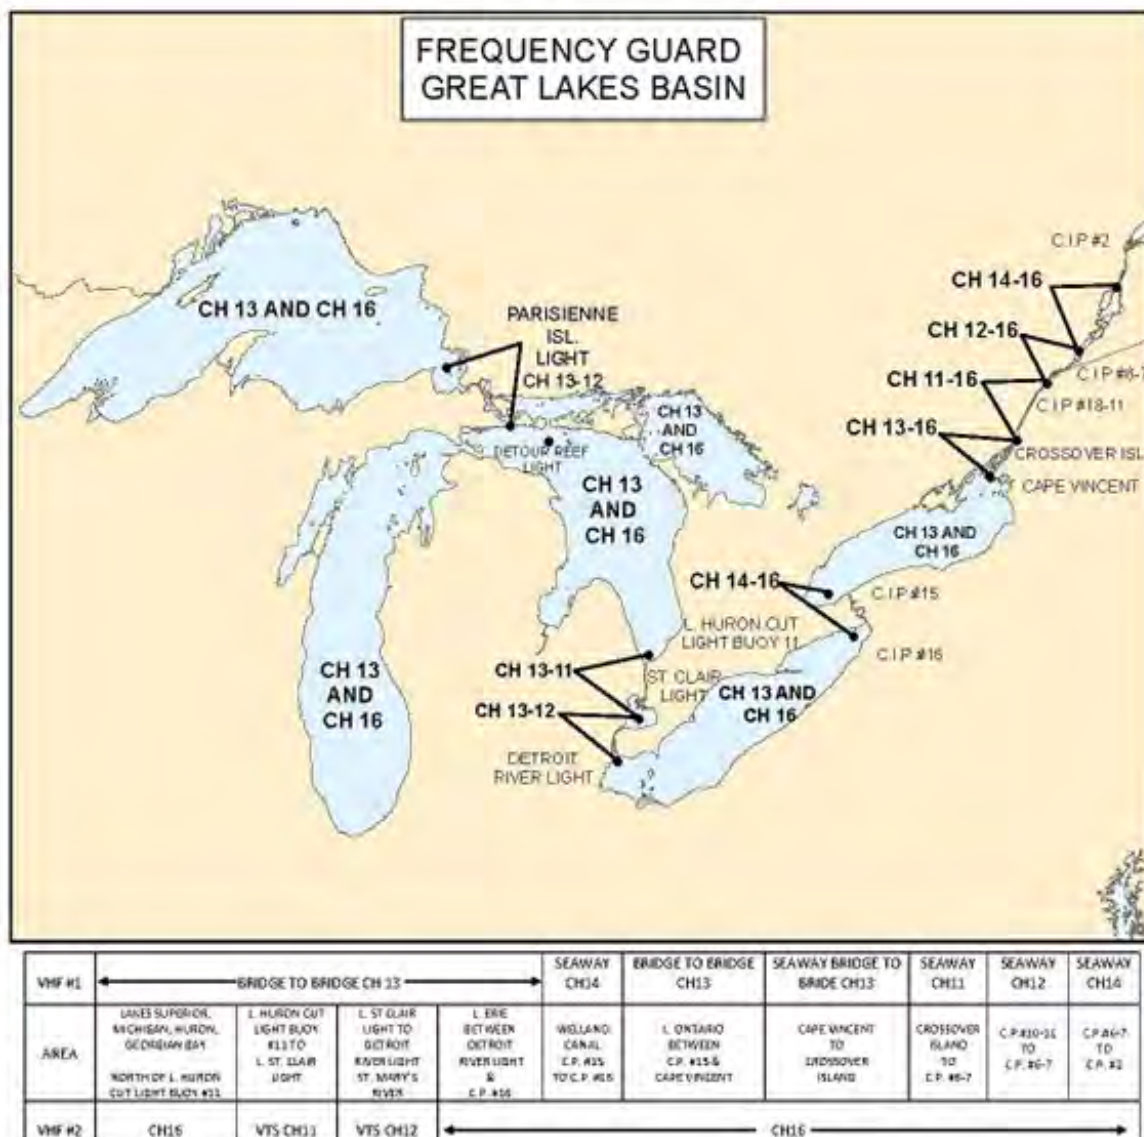 FREQUENCY GUARD
GREAT LAKES BASIN
C.I.P #2
CH 14-16
CH 13 AND CH 16
PARISIENNE
ISL.
LIGHT
CH 13-12
CH 12-16
CH 11-16
C.I.P #6-7
C.I.P #18-11
CH 13
AND
CH 16
CH 13-16
CROSSOVER ISL
DETOUR REEF
LIGHT
CAPE VINCENT
CH 13
AND
CH 16
CH 13 AND
CH 16
CH 14-16
C.I.P #15
L. HURON CUT
LIGHT BUOY 11
C.I.P #16
CH 13
AND
CH 16
CH 13-11
ST. CLAIR
LIGHT
CH 13 AND
CH 16
CH 13-12
DETROIT
RIVER LIGHT
VHF #1
BRIDGE TO BRIDGE CH 13
SEAWAY
CH14
BRIDGE TO BRIDGE
CH13
SEAWAY BRIDGE TO
BRIDE CH13
SEAWAY
CH11
SEAWAY
CH12
SEAWAY
CH14
AREA
LAKES SUPERIOR,
MICHIGAN, HURON,
GEORGIAN BAY
NORTH OF L. HURON
CUT LIGHT BUOY #11
L. HURON CUT
LIGHT BUOY
#11 TO
L. ST. CLAIR
LIGHT
L. ST CLAIR
LIGHT TO
DETROIT
RIVER LIGHT
ST. MARY'S
RIVER
L. ERIE
BETWEEN
DETROIT
RIVER LIGHT
&
C.P. #16
WELLAND
CANAL
C.P. #15
TO C.P. #16
L. ONTARIO
BETWEEN
C.P. #15 &
CAPE VINCENT
CAPE VINCENT
TO
CROSSOVER
ISLAND
CROSSOVER
ISLAND
TO
C.P. #6-7
TO
C.P. #6-7
C.P. #6-7
TO
C.P. #2
VHF #2
CH16
VTS CH11
VTS CH12
CH16